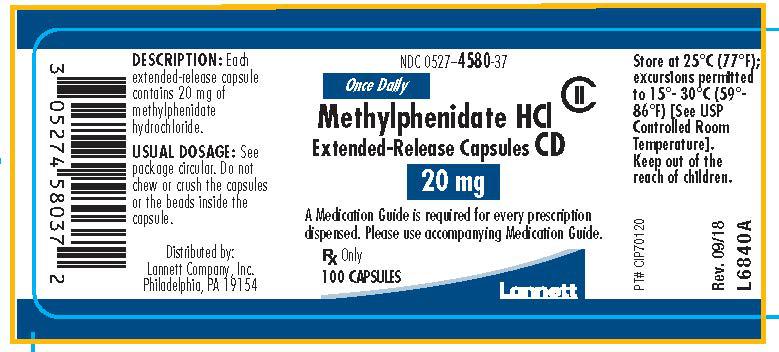 3 05274 58037 2
DESCRIPTION: Each
extended-release capsule
contains 20 mg of
methylphenidate
hydrochloride.
USUAL DOSAGE: See
package circular. Do not
chew or crush the capsules
or the beads inside the
capsule.
Distributed by:
Lannett Company, Inc.
Philadelphia, PA 19154
NDC 0527-4580-37
Once Daily
CII
Methylphenidate HCl
Extended-Release Capsules CD
20 mg
A Medication Guide is required for every prescription
dispensed. Please use accompanying Medication Guide.
Rx Only
100 CAPSULES
Lannett
Store at 25°C (77°F);
excursions permitted
to 15°- 30°C (59°-
86°F) [See USP
Controlled Room
Temperature].
Keep out of the
reach of children.
PT# CIP70120
Rev. 09/18
L6840A